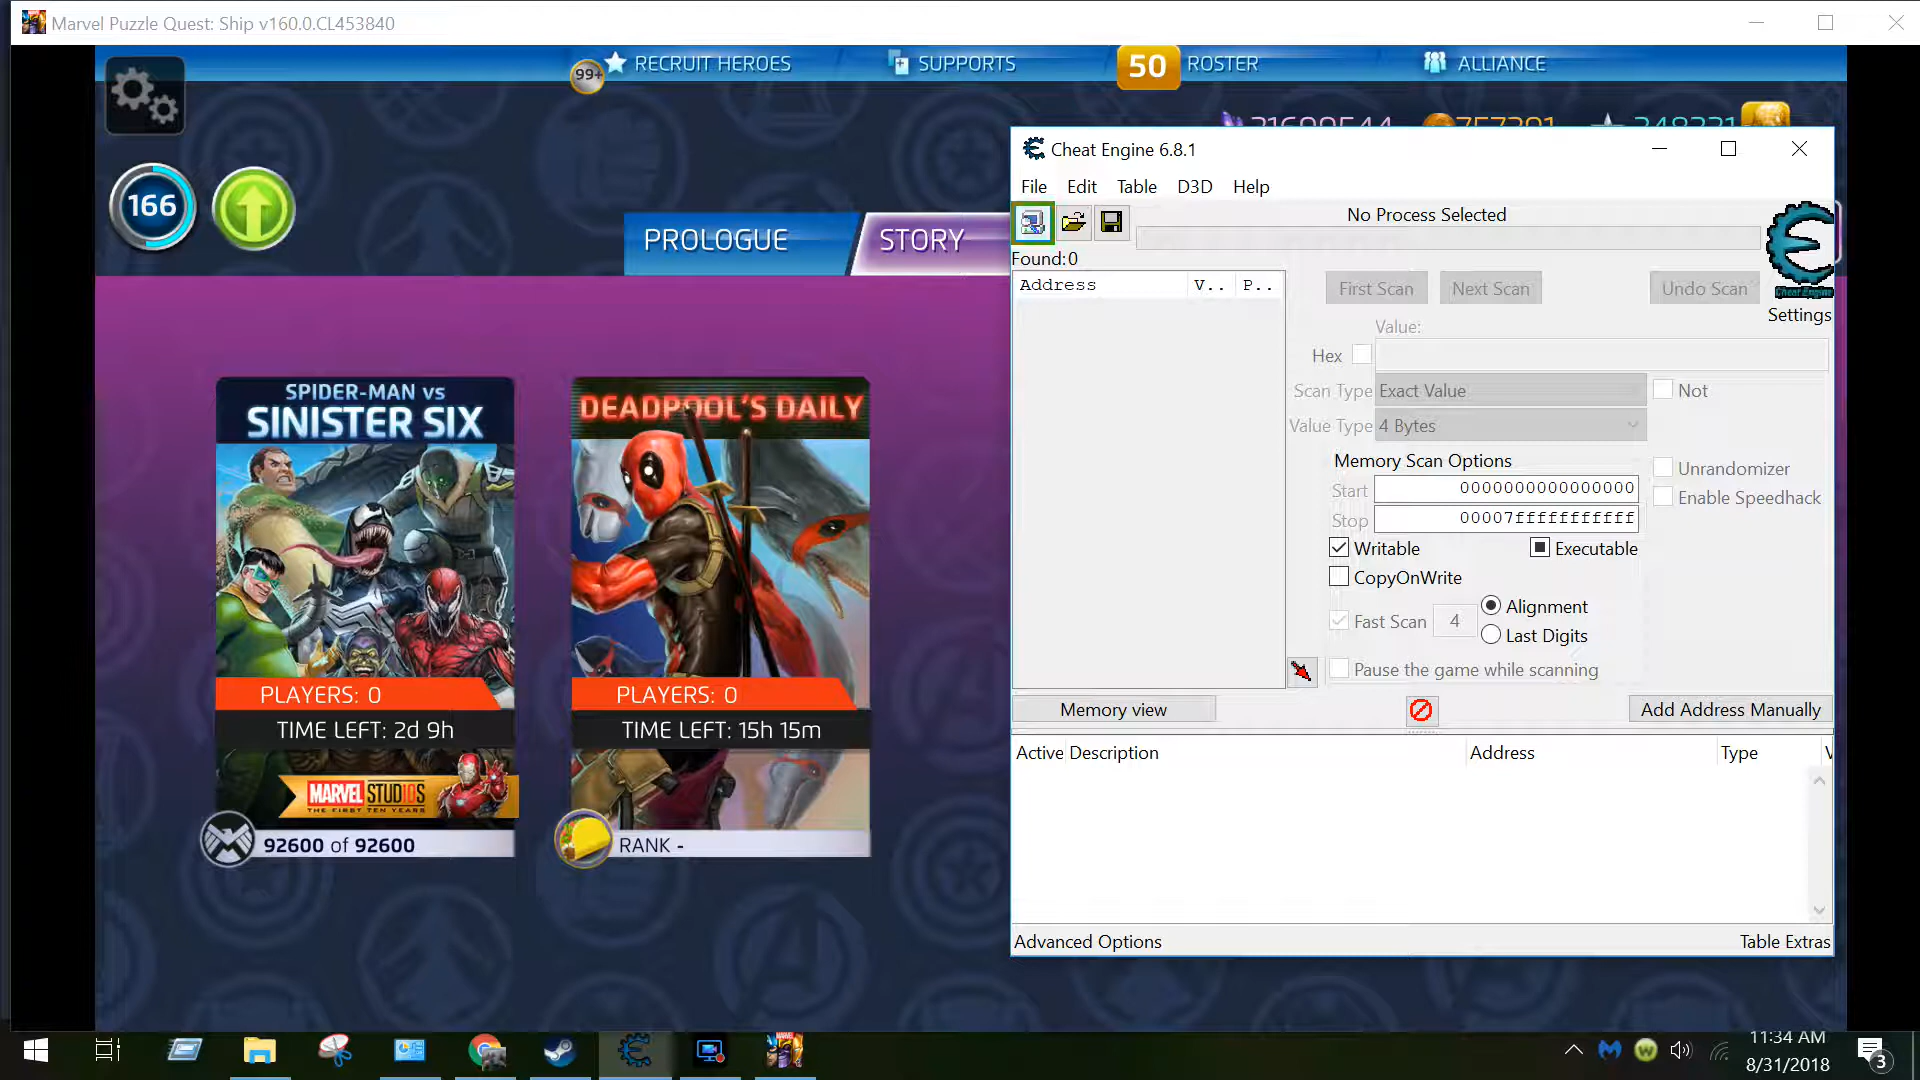 Marvel Puzzle Quest: Ship v160.0.CL453840
99+
RECRUIT HEROES
SUPPORTS
50
ROSTER
ALLIANCE
166
PROLOGUE
STORY
SPIDER-MAN vs
SINISTER SIX
PLAYERS: 0
TIME LEFT: 2d 9h
MARVEL STUDIOS
THE FIRST TEN YEARS
92600 of 92600
DEADPOOL'S DAILY
PLAYERS: 0
TIME LEFT: 15h 15m
RANK -
Cheat Engine 6.8.1
File Edit Table D3D Help
No Process Selected
Found:0
Address V.. P..
First Scan
Next Scan
Undo Scan
Cheat Engine
Settings
Value:
Hex
Scan Type Exact Value
Not
Value Type 4 Bytes
Memory Scan Options
Unrandomizer
Start 0000000000000000
Enable Speedhack
Stop 00007fffffffffff
Writable
Executable
CopyOnWrite
Fast Scan 4
Alignment
Last Digits
Pause the game while scanning
Memory view
Add Address Manually
Active Description Address Type
Advanced Options
Table Extras
11:34 AM
8/31/2018
3